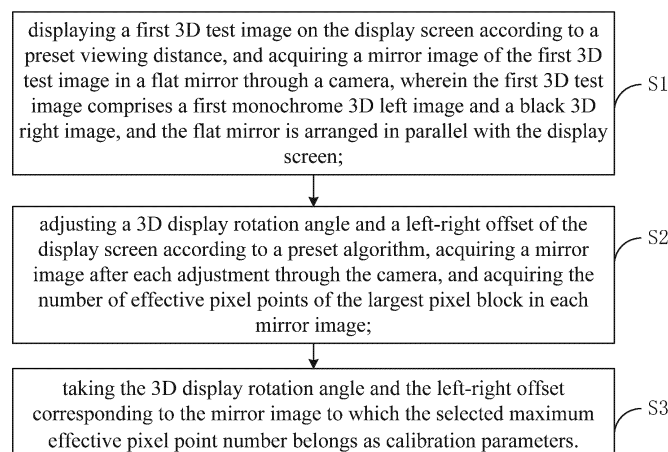 displaying a first 3D test image on the display screen according to a
preset viewing distance, and acquiring a mirror image of the first 3D
test image in a flat mirror through a camera, wherein the first 3D test
image comprises a first monochrome 3D left image and a black 3D
right image, and the flat mirror is arranged in parallel with the display
screen;
S1
adjusting a 3D display rotation angle and a left-right offset of the
display screen according to a preset algorithm, acquiring a mirror
image after each adjustment through the camera, and acquiring the
number of effective pixel points of the largest pixel block in each
mirror image;
S2
taking the 3D display rotation angle and the left-right offset
corresponding to the mirror image to which the selected maximum
effective pixel point number belongs as calibration parameters.
S3